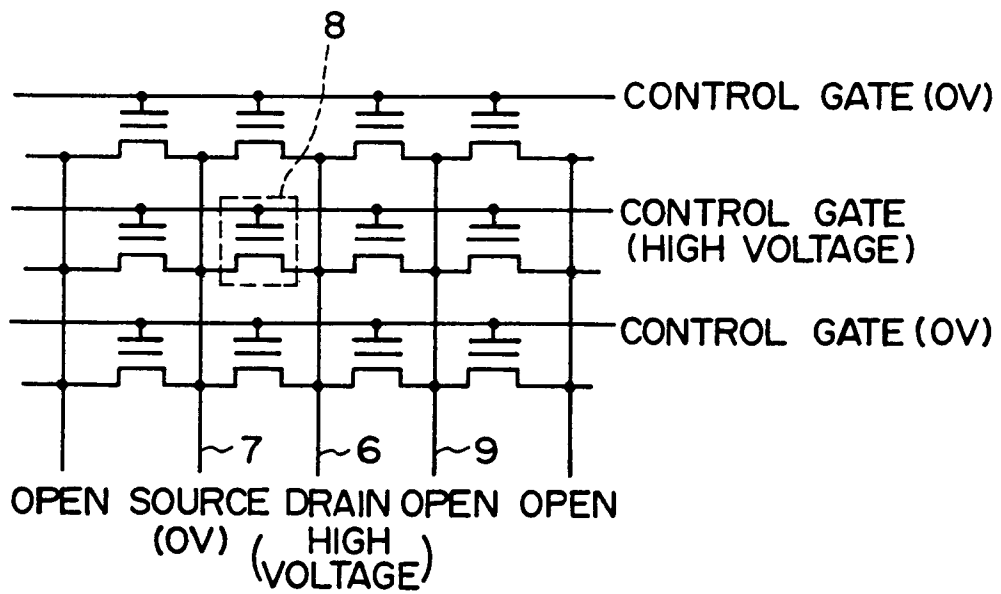 8
CONTROL GATE (OV)
CONTROL GATE
(HIGH VOLTAGE)
CONTROL GATE (OV)
7 6 9
OPEN SOURCE DRAIN OPEN OPEN
(OV) (HIGH
VOLTAGE)